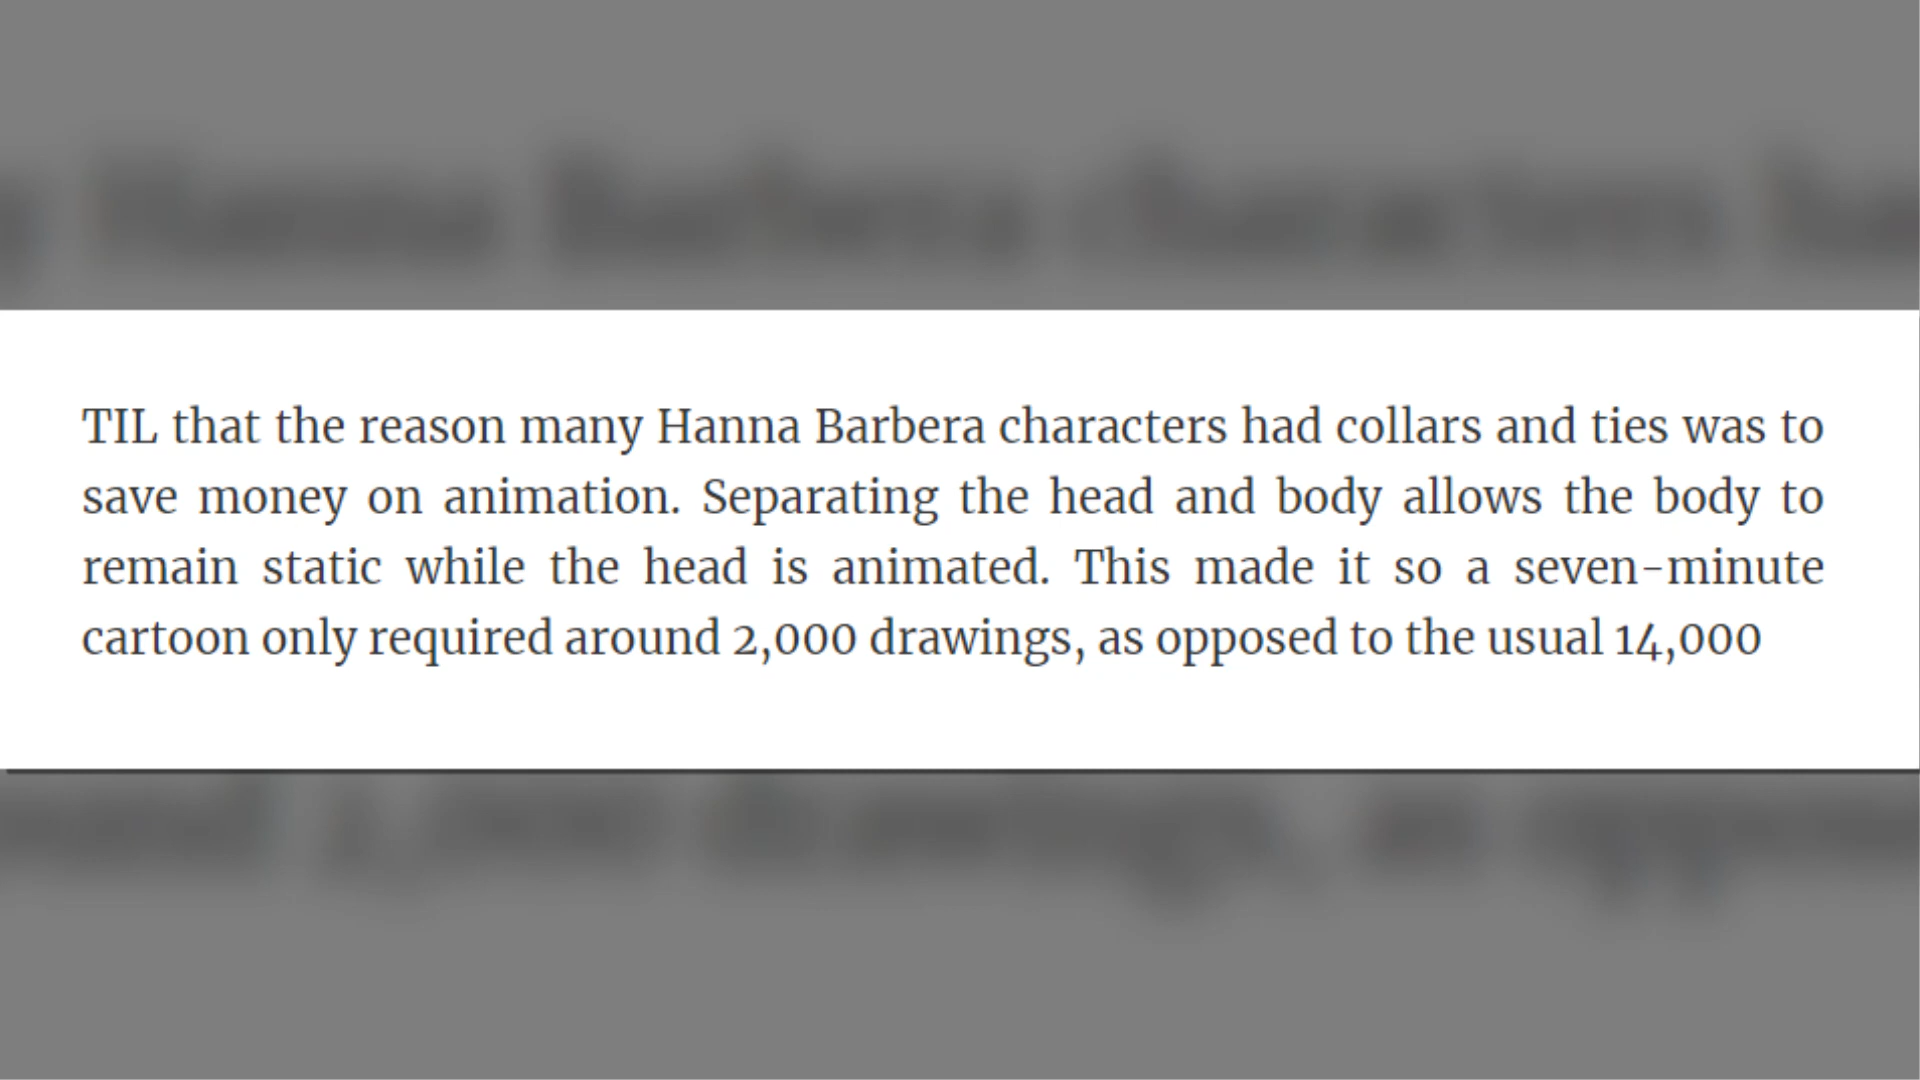 TIL that the reason many Hanna Barbera characters had collars and ties was to
save money on animation. Separating the head and body allows the body to
remain static while the head is animated. This made it so a seven-minute
cartoon only required around 2,000 drawings, as opposed to the usual 14,000